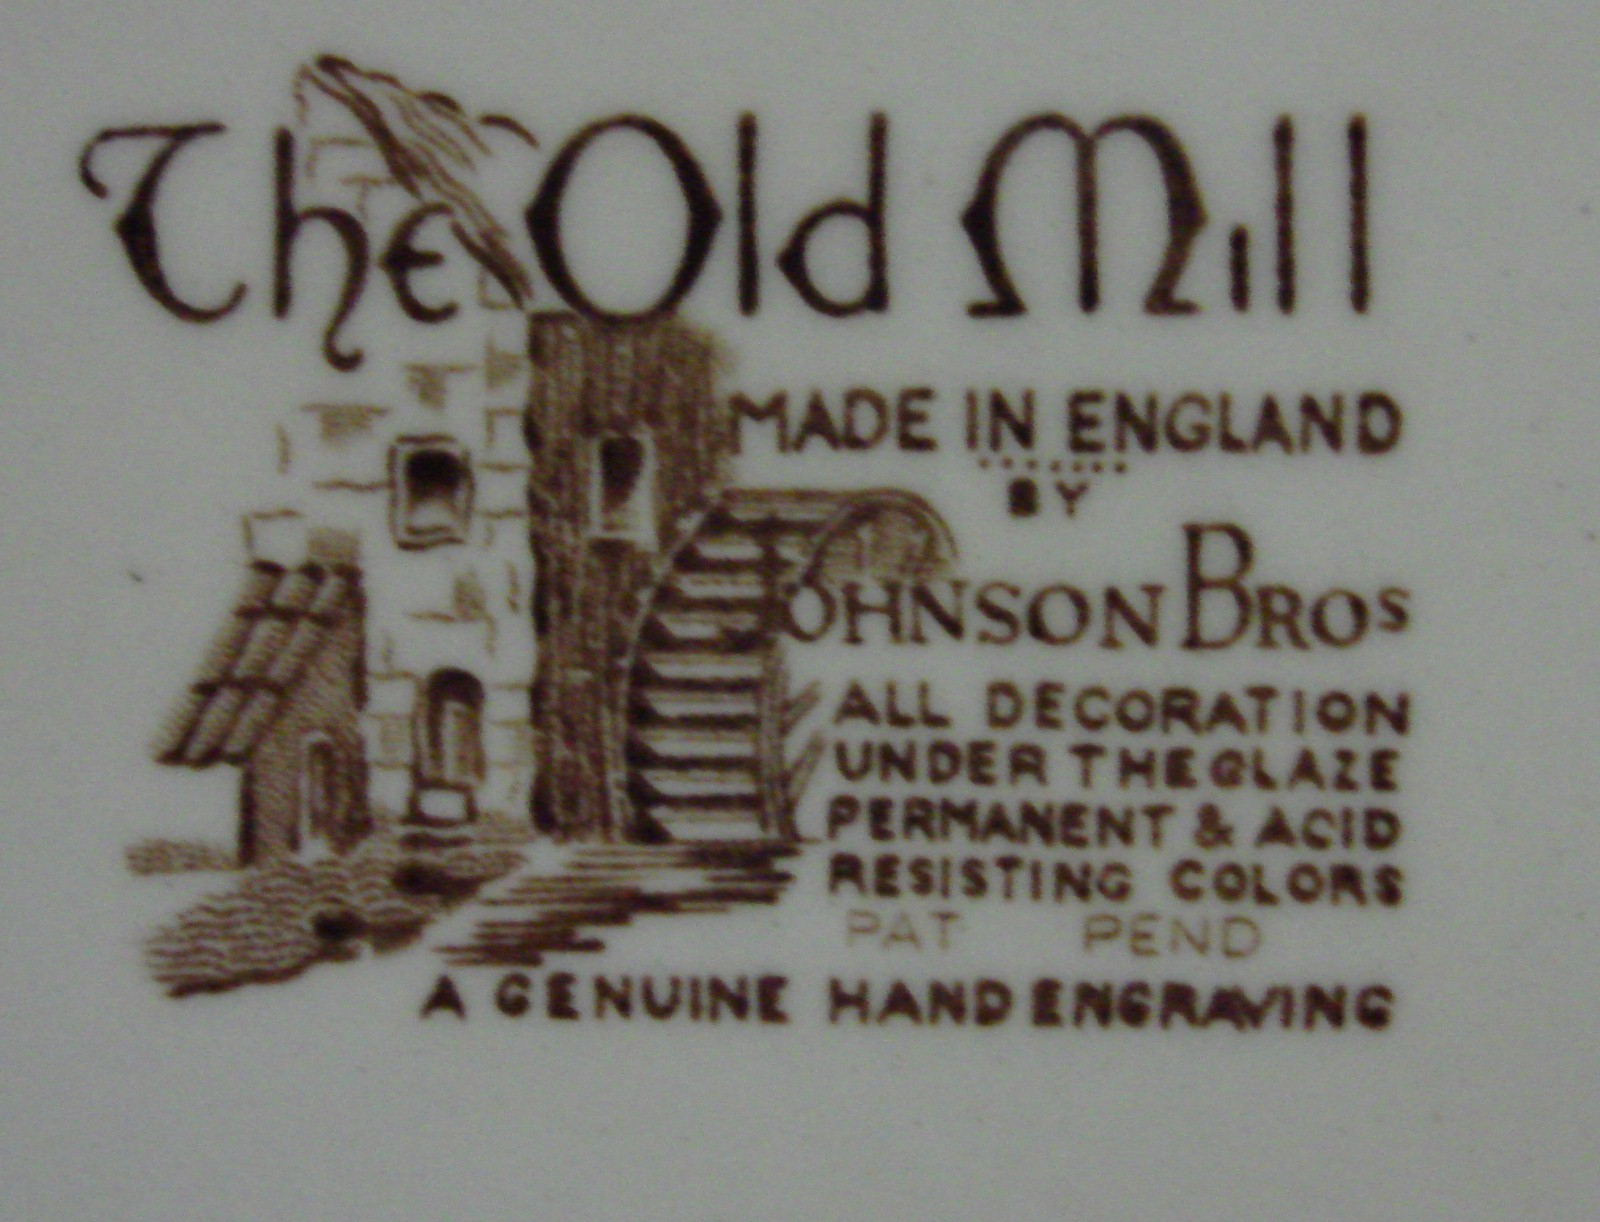 The Old Mill
MADE IN ENGLAND
BY
JOHNSON BROS
ALL DECORATION
UNDER THE GLAZE
PERMANENT & ACID
RESISTING COLORS
PAT PEND
A GENUINE HAND ENGRAVING